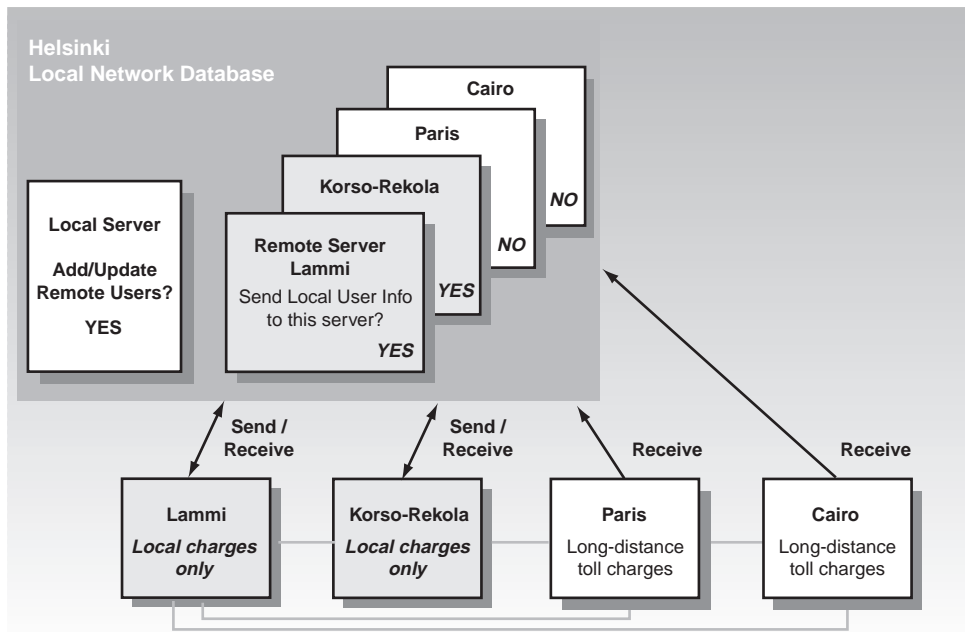 Helsinki
Local Network Database
Cairo
NO
Paris
NO
Korso-Rekola
YES
Remote Server
Lammi
Send Local User Info
to this server?
YES
Local Server
Add/Update
Remote Users?
YES
Send /
Receive
Send /
Receive
Receive
Receive
Lammi
Local charges
only
Korso-Rekola
Local charges
only
Paris
Long-distance
toll charges
Cairo
Long-distance
toll charges